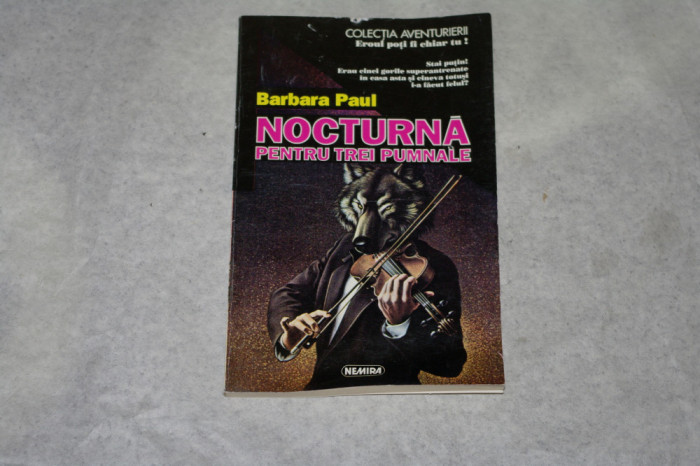 COLECȚIA AVENTURIERII
Eroul poți fi chiar tu !
Stai puțin!
Erau cinci gorile superantrenate
în casa asta și cineva totuși
i-a făcut felul?
Barbara Paul
NOCTURNĂ
PENTRU TREI PUMNALE
NEMIRA